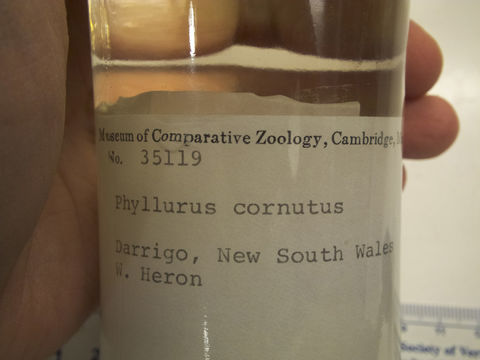 Museum of Comparative Zoology, Cambridge,
No. 35119
Phyllurus cornutus
Darrigo, New South Wales
W. Heron